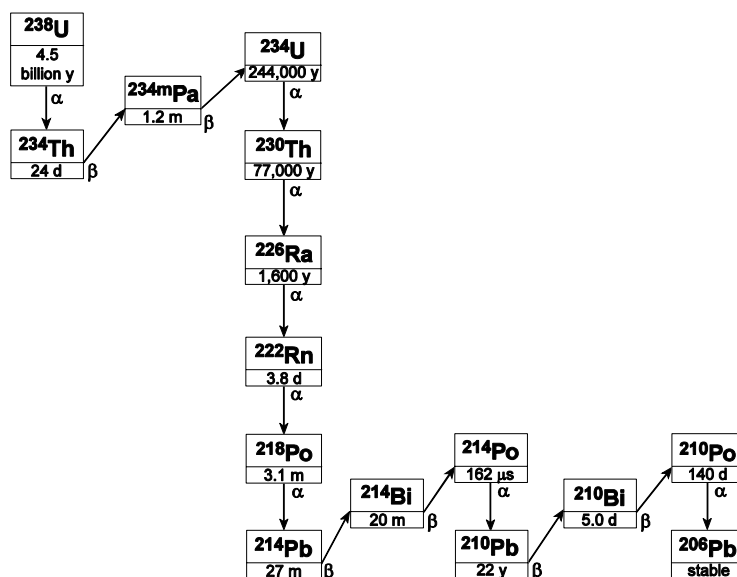 ²³⁸U
4.5
billion y
α
²³⁴Th
24 d
β
²³⁴ᵐPa
1.2 m
β
²³⁴U
244,000 y
α
²³⁰Th
77,000 y
α
²²⁶Ra
1,600 y
α
²²²Rn
3.8 d
α
²¹⁸Po
3.1 m
α
²¹⁴Pb
27 m
β
²¹⁴Bi
20 m
β
²¹⁴Po
162 µs
α
²¹⁰Pb
22 y
β
²¹⁰Bi
5.0 d
β
²¹⁰Po
140 d
α
²⁰⁶Pb
stable